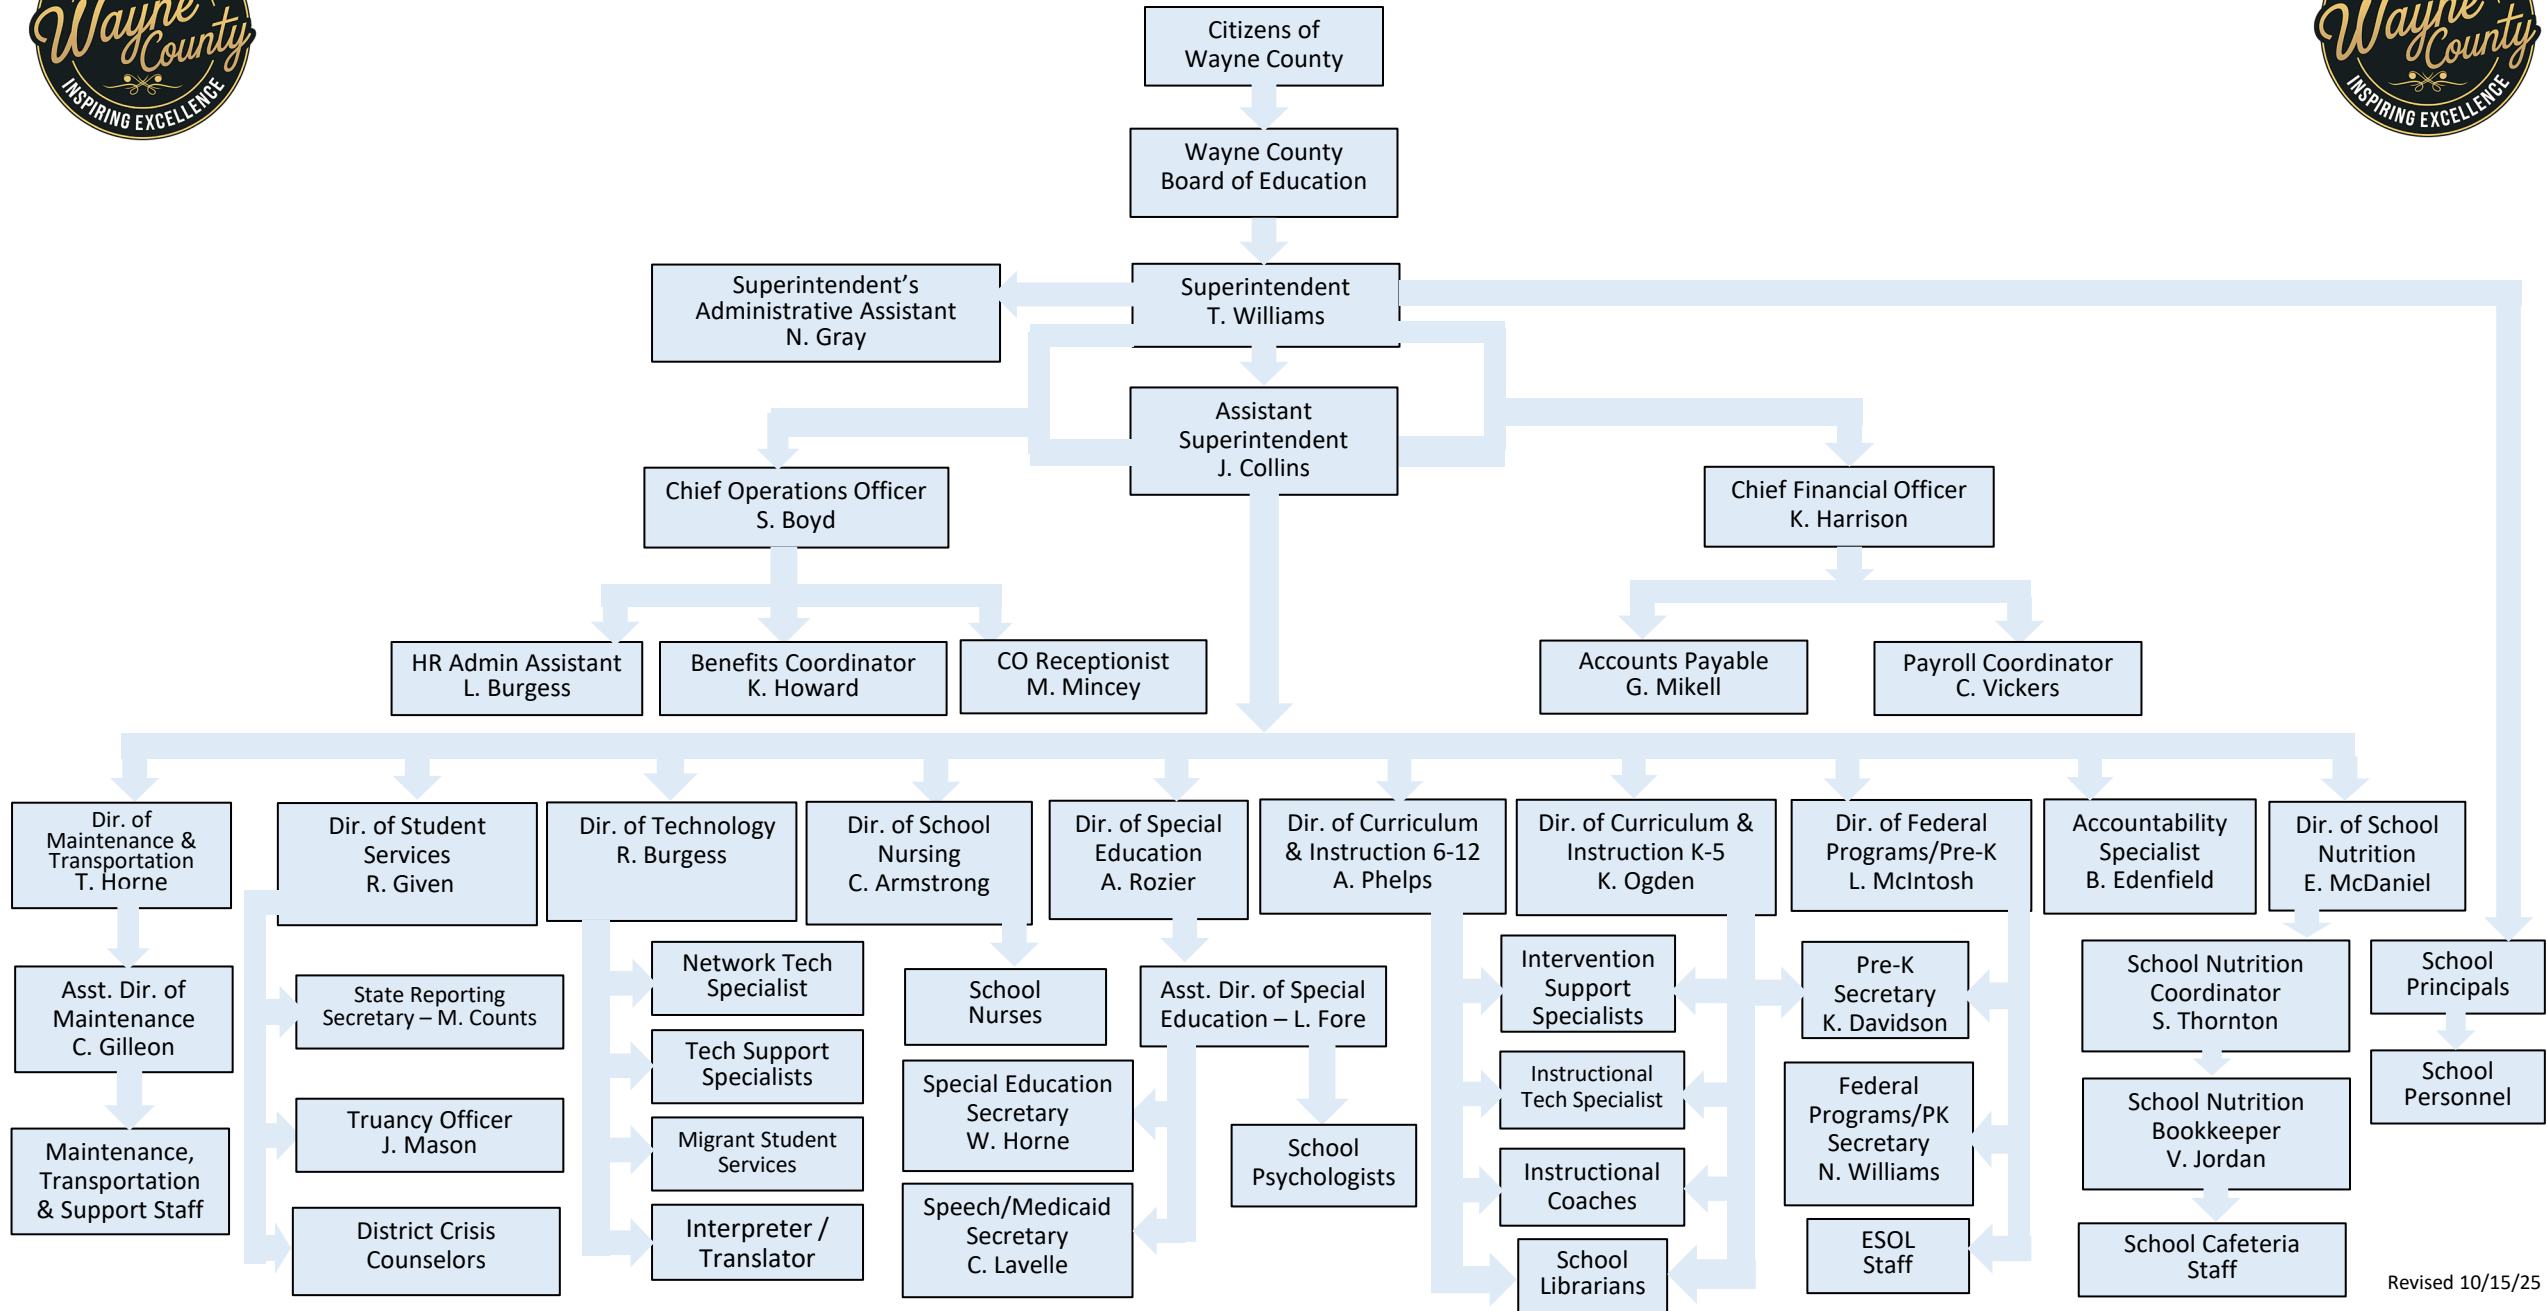 Wayne
County
INSPIRING EXCELLENCE
Wayne
County
INSPIRING EXCELLENCE
Citizens of
Wayne County
Wayne County
Board of Education
Superintendent’s
Administrative Assistant
N. Gray
Superintendent
T. Williams
Assistant
Superintendent
J. Collins
Chief Operations Officer
S. Boyd
Chief Financial Officer
K. Harrison
HR Admin Assistant
L. Burgess
Benefits Coordinator
K. Howard
CO Receptionist
M. Mincey
Accounts Payable
G. Mikell
Payroll Coordinator
C. Vickers
Dir. of
Maintenance &
Transportation
T. Horne
Dir. of Student
Services
R. Given
Dir. of Technology
R. Burgess
Dir. of School
Nursing
C. Armstrong
Dir. of Special
Education
A. Rozier
Dir. of Curriculum
& Instruction 6-12
A. Phelps
Dir. of Curriculum &
Instruction K-5
K. Ogden
Dir. of Federal
Programs/Pre-K
L. McIntosh
Accountability
Specialist
B. Edenfield
Dir. of School
Nutrition
E. McDaniel
Asst. Dir. of
Maintenance
C. Gilleon
Maintenance,
Transportation
& Support Staff
State Reporting
Secretary – M. Counts
Truancy Officer
J. Mason
District Crisis
Counselors
Network Tech
Specialist
Tech Support
Specialists
Migrant Student
Services
Interpreter /
Translator
School
Nurses
Asst. Dir. of Special
Education – L. Fore
Special Education
Secretary
W. Horne
Speech/Medicaid
Secretary
C. Lavelle
School
Psychologists
Intervention
Support
Specialists
Instructional
Tech Specialist
Instructional
Coaches
School
Librarians
Pre-K
Secretary
K. Davidson
Federal
Programs/PK
Secretary
N. Williams
ESOL
Staff
School Nutrition
Coordinator
S. Thornton
School Nutrition
Bookkeeper
V. Jordan
School Cafeteria
Staff
School
Principals
School
Personnel
Revised 10/15/25